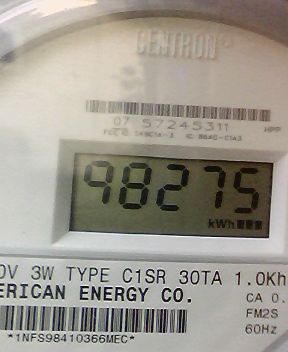 CENTRON®
07 57245311 HPP
98275
kWh
0V 3W TYPE C1SR 30TA 1.0Kh
ERICAN ENERGY CO.
CA 0.
FM2S
60Hz
*1NFS98410366MEC*